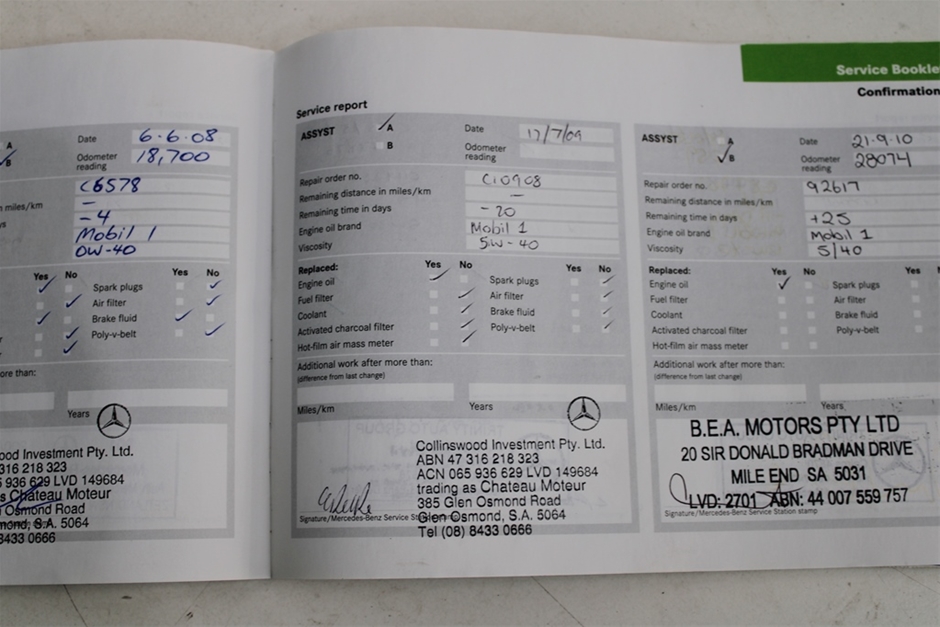 Service Bookle
Confirmation
A
B
Date 6.6.08
Odometer reading 18,700
C6578
n miles/km -
-4
Mobil 1
0W-40
Yes No Yes No
Spark plugs
Air filter
Brake fluid
Poly-v-belt
ore than:
Years
ood Investment Pty. Ltd.
316 218 323
5 936 629 LVD 149684
as Chateau Moteur
Osmond Road
mond, S.A. 5064
8433 0666
Service report
ASSYST A
B
Date 17/7/09
Odometer reading
Repair order no. C10908
Remaining distance in miles/km -
Remaining time in days -20
Engine oil brand Mobil 1
Viscosity 5W-40
Replaced: Yes No Yes No
Engine oil Spark plugs
Fuel filter Air filter
Coolant Brake fluid
Activated charcoal filter Poly-v-belt
Hot-film air mass meter
Additional work after more than:
(difference from last change)
Miles/km Years
Collinswood Investment Pty. Ltd.
ABN 47 316 218 323
ACN 065 936 629 LVD 149684
trading as Chateau Moteur
385 Glen Osmond Road
Glen Osmond, S.A. 5064
Tel (08) 8433 0666
Signature/Mercedes-Benz Service St
ASSYST A
B
Date 21.9.10
Odometer reading 28074
Repair order no. 92617
Remaining distance in miles/km
Remaining time in days +25
Engine oil brand Mobil 1
Viscosity 5/40
Replaced: Yes No Yes
Engine oil Spark plugs
Fuel filter Air filter
Coolant Brake fluid
Activated charcoal filter Poly-v-belt
Hot-film air mass meter
Additional work after more than:
(difference from last change)
Miles/km Years
B.E.A. MOTORS PTY LTD
20 SIR DONALD BRADMAN DRIVE
MILE END SA 5031
LVD: 2701 ABN: 44 007 559 757
Signature/Mercedes-Benz Service Station stamp